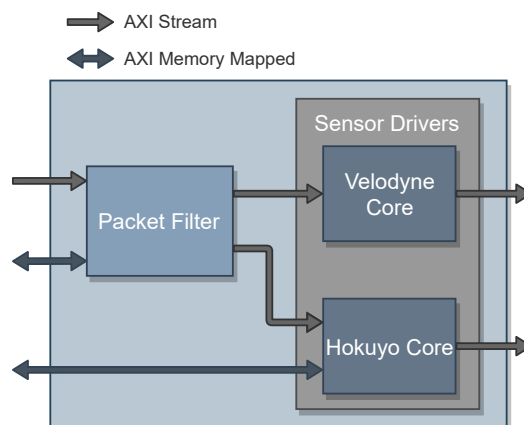 AXI Stream
AXI Memory Mapped
Sensor Drivers
Velodyne
Core
Packet Filter
Hokuyo Core